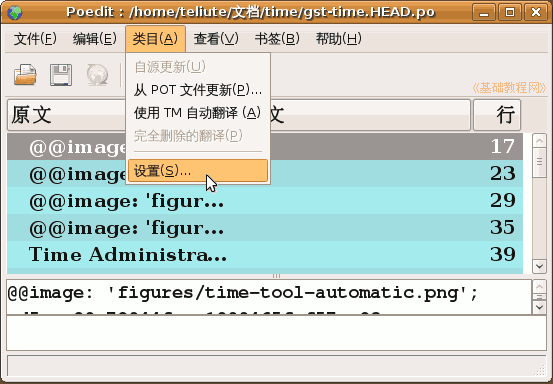 Poedit : /home/teliute/文档/time/gst-time.HEAD.po
文件(F) 编辑(E) 类目(A) 查看(V) 书签(B) 帮助(H)
自源更新(U)
从 POT 文件更新(P)...
《基础教程网》
使用 TM 自动翻译 (A)
原文 文 行
完全删除的翻译(P)
@@image 17
设置(S)...
@@image 23
@@image: 'figur... 29
@@image: 'figur... 35
Time Administra... 39
@@image: 'figures/time-tool-automatic.png';